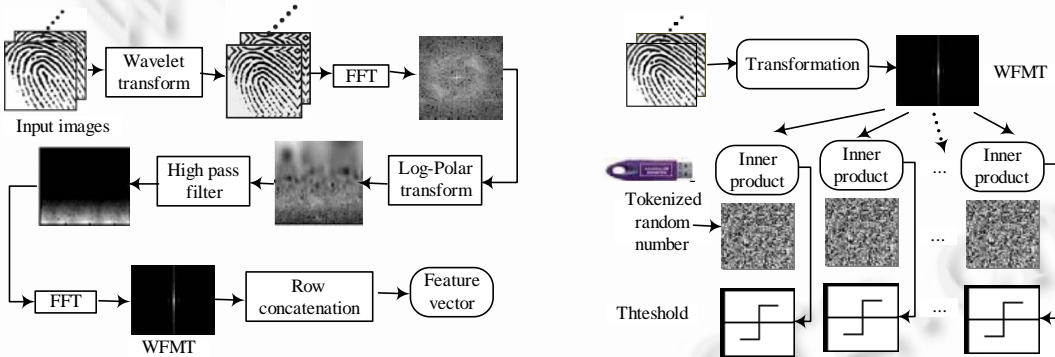 Wavelet
transform
FFT
Input images
Log-Polar
transform
High pass
filter
FFT
WFMT
Row
concatenation
Feature
vector
Transformation
WFMT
Inner
product
Inner
product
...
Inner
product
Tokenized
random
number
...
Thteshold
...